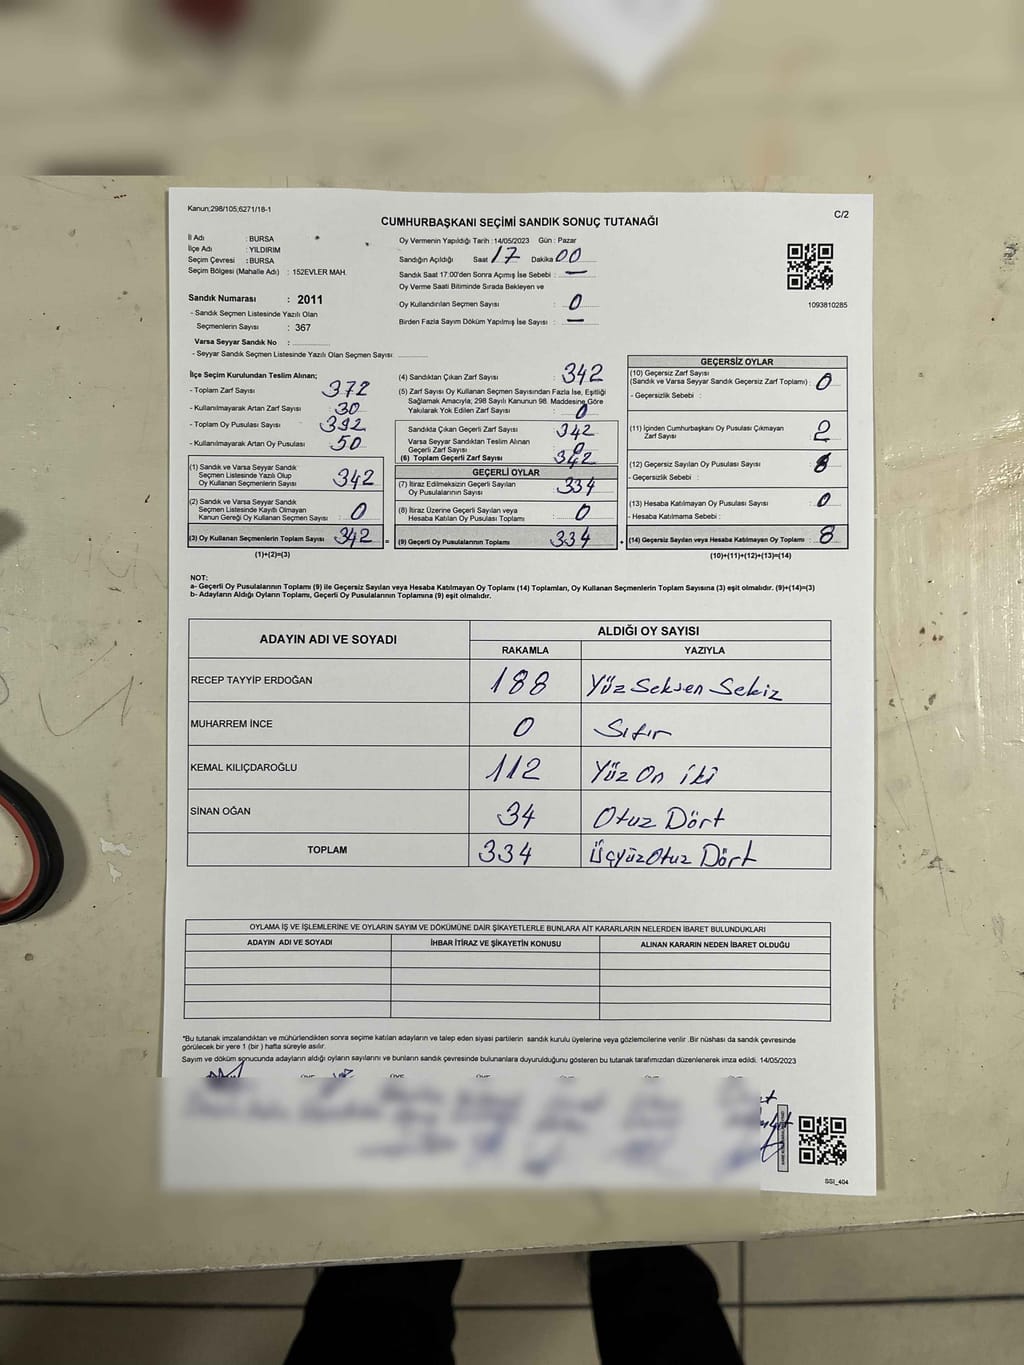 Kanun;298/105;6271/18-1
C/2
CUMHURBAŞKANI SEÇİMİ SANDIK SONUÇ TUTANAĞI
İl Adı : BURSA
İlçe Adı : YILDIRIM
Seçim Çevresi : BURSA
Seçim Bölgesi (Mahalle Adı) : 152EVLER MAH.
Sandık Numarası : 2011
- Sandık Seçmen Listesinde Yazılı Olan
Seçmenlerin Sayısı : 367
Varsa Seyyar Sandık No :
- Seyyar Sandık Seçmen Listesinde Yazılı Olan Seçmen Sayısı:
Oy Vermenin Yapıldığı Tarih :14/05/2023 Gün : Pazar
Sandığın Açıldığı Saat 17 Dakika 00
Sandık Saat 17:00'den Sonra Açımış İse Sebebi : —
Oy Verme Saati Bitiminde Sırada Bekleyen ve
Oy Kullandırılan Seçmen Sayısı : 0
Birden Fazla Sayım Döküm Yapılmış İse Sayısı : —
1093810285
İlçe Seçim Kurulundan Teslim Alınan;
- Toplam Zarf Sayısı : 372
- Kullanılmayarak Artan Zarf Sayısı : 30
- Toplam Oy Pusulası Sayısı : 392
- Kullanılmayarak Artan Oy Pusulası : 50
(1) Sandık ve Varsa Seyyar Sandık
Seçmen Listesinde Yazılı Olup
Oy Kullanan Seçmenlerin Sayısı : 342
(2) Sandık ve Varsa Seyyar Sandık
Seçmen Listesinde Kayıtlı Olmayan
Kanun Gereği Oy Kullanan Seçmen Sayısı : 0
(3) Oy Kullanan Seçmenlerin Toplam Sayısı : 342 =
(1)+(2)=(3)
(4) Sandıktan Çıkan Zarf Sayısı : 342
(5) Zarf Sayısı Oy Kullanan Seçmen Sayısından Fazla İse, Eşitliği
Sağlamak Amacıyla; 298 Sayılı Kanunun 98. Maddesine Göre
Yakılarak Yok Edilen Zarf Sayısı : 0
Sandıkta Çıkan Geçerli Zarf Sayısı : 342
Varsa Seyyar Sandıktan Teslim Alınan
Geçerli Zarf Sayısı : 0
(6) Toplam Geçerli Zarf Sayısı : 342
GEÇERLİ OYLAR
(7) İtiraz Edilmeksizin Geçerli Sayılan
Oy Pusulalarının Sayısı : 334
(8) İtiraz Üzerine Geçerli Sayılan veya
Hesaba Katılan Oy Pusulası Toplamı : 0
(9) Geçerli Oy Pusulalarının Toplamı : 334 +
GEÇERSİZ OYLAR
(10) Geçersiz Zarf Sayısı
(Sandık ve Varsa Seyyar Sandık Geçersiz Zarf Toplamı) : 0
- Geçersizlik Sebebi :
(11) İçinden Cumhurbaşkanı Oy Pusulası Çıkmayan
Zarf Sayısı : 2
(12) Geçersiz Sayılan Oy Pusulası Sayısı :
- Geçersizlik Sebebi :
(13) Hesaba Katılmayan Oy Pusulası Sayısı : 0
- Hesaba Katılmama Sebebi :
(14) Geçersiz Sayılan veya Hesaba Katılmayan Oy Toplamı : 8
(10)+(11)+(12)+(13)=(14)
NOT:
a- Geçerli Oy Pusulalarının Toplamı (9) ile Geçersiz Sayılan veya Hesaba Katılmayan Oy Toplamı (14) Toplamları, Oy Kullanan Seçmenlerin Toplam Sayısına (3) eşit olmalıdır. (9)+(14)=(3)
b- Adayların Aldığı Oyların Toplamı, Geçerli Oy Pusulalarının Toplamına (9) eşit olmalıdır.
ADAYIN ADI VE SOYADI ALDIĞI OY SAYISI
RAKAMLA YAZIYLA
RECEP TAYYİP ERDOĞAN 188 Yüz Seksen Sekiz
MUHARREM İNCE 0 Sıfır
KEMAL KILIÇDAROĞLU 112 Yüz On iki
SİNAN OĞAN 34 Otuz Dört
TOPLAM 334 ÜçyüzOtuz Dört
OYLAMA İŞ VE İŞLEMLERİNE VE OYLARIN SAYIM VE DÖKÜMÜNE DAİR ŞİKAYETLERLE BUNLARA AİT KARARLARIN NELERDEN İBARET BULUNDUKLARI
ADAYIN ADI VE SOYADI İHBAR İTİRAZ VE ŞİKAYETİN KONUSU ALINAN KARARIN NEDEN İBARET OLDUĞU
*Bu tutanak imzalandıktan ve mühürlendikten sonra seçime katılan adayların ve talep eden siyasi partilerin sandık kurulu üyelerine veya gözlemcilerine verilir .Bir nüshası da sandık çevresinde
görülecek bir yere 1 (bir ) hafta süreyle asılır.
Sayım ve döküm sonucunda adayların aldığı oyların sayılarını ve bunların sandık çevresinde bulunanlara duyurulduğunu gösteren bu tutanak tarafımızdan düzenlenerek imza edildi. 14/05/2023
SSI_404